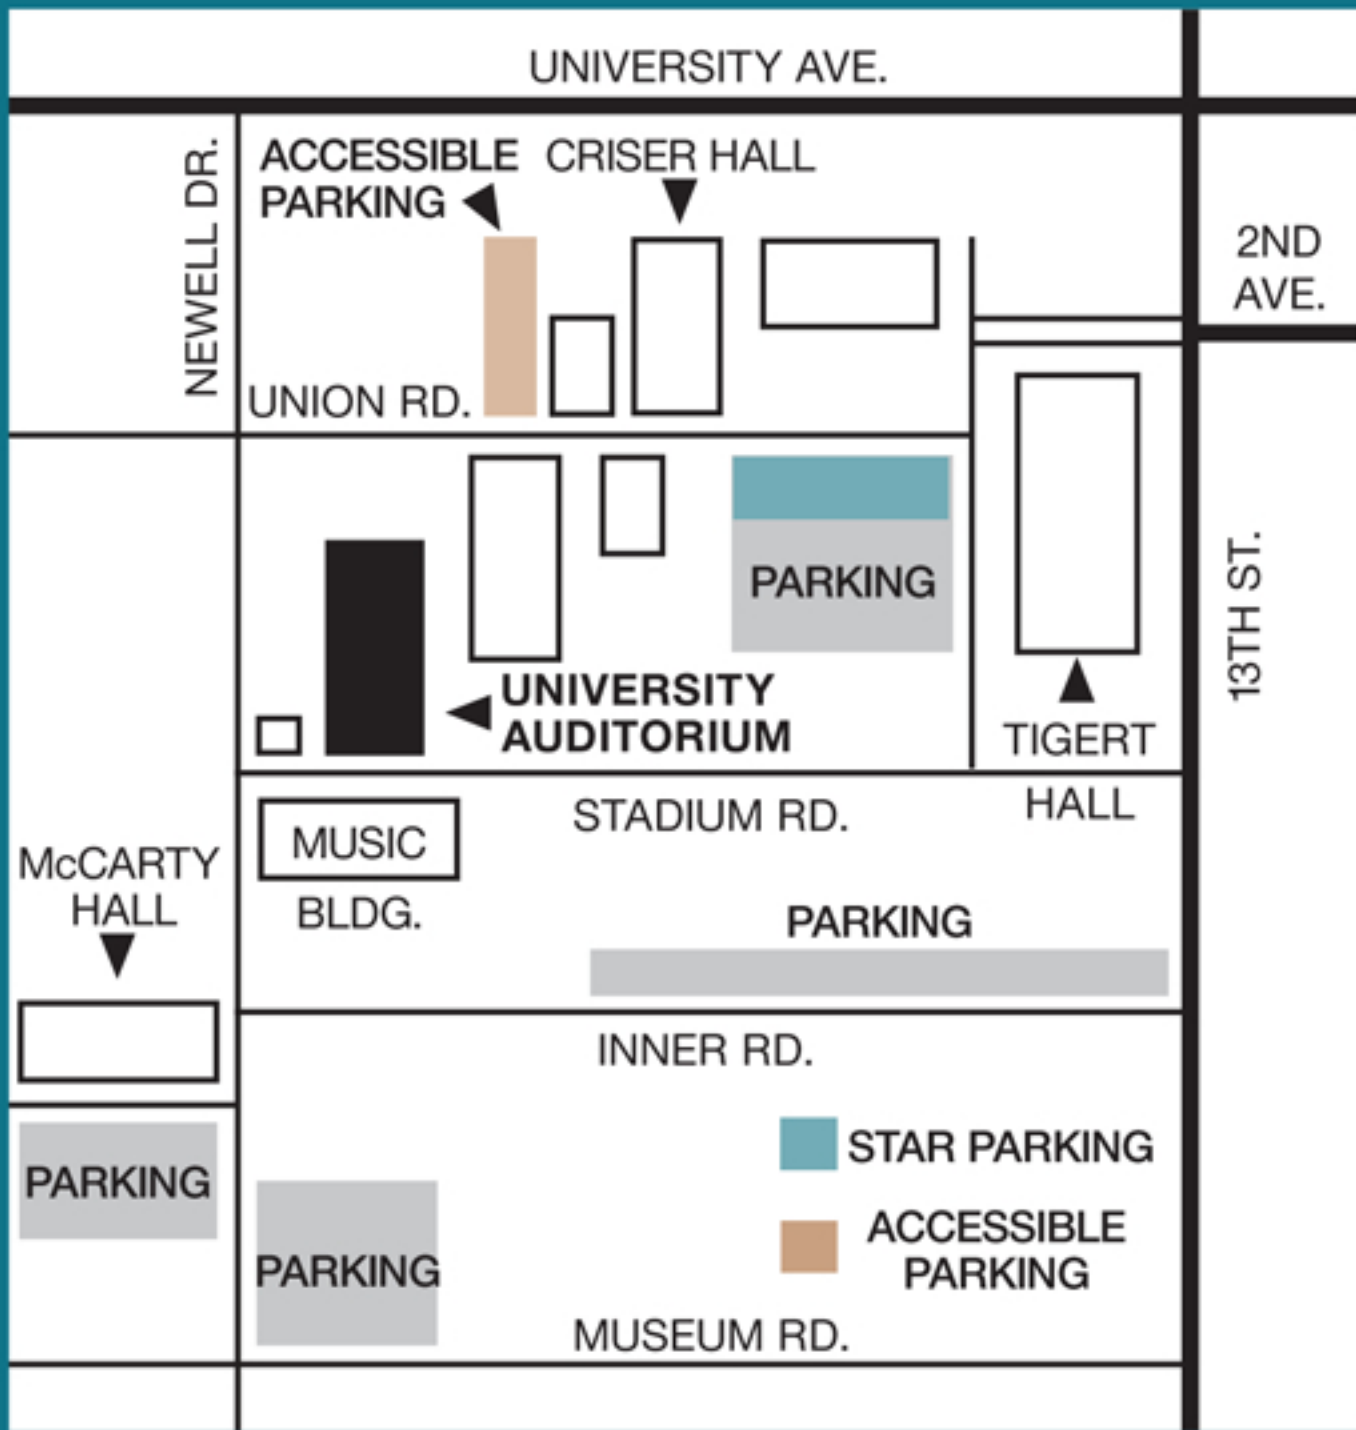 UNIVERSITY AVE.
NEWELL DR.
ACCESSIBLE
PARKING
CRISER HALL
2ND
AVE.
UNION RD.
PARKING
13TH ST.
UNIVERSITY
AUDITORIUM
TIGERT
HALL
STADIUM RD.
MUSIC
BLDG.
McCARTY
HALL
PARKING
INNER RD.
STAR PARKING
PARKING
ACCESSIBLE
PARKING
PARKING
MUSEUM RD.